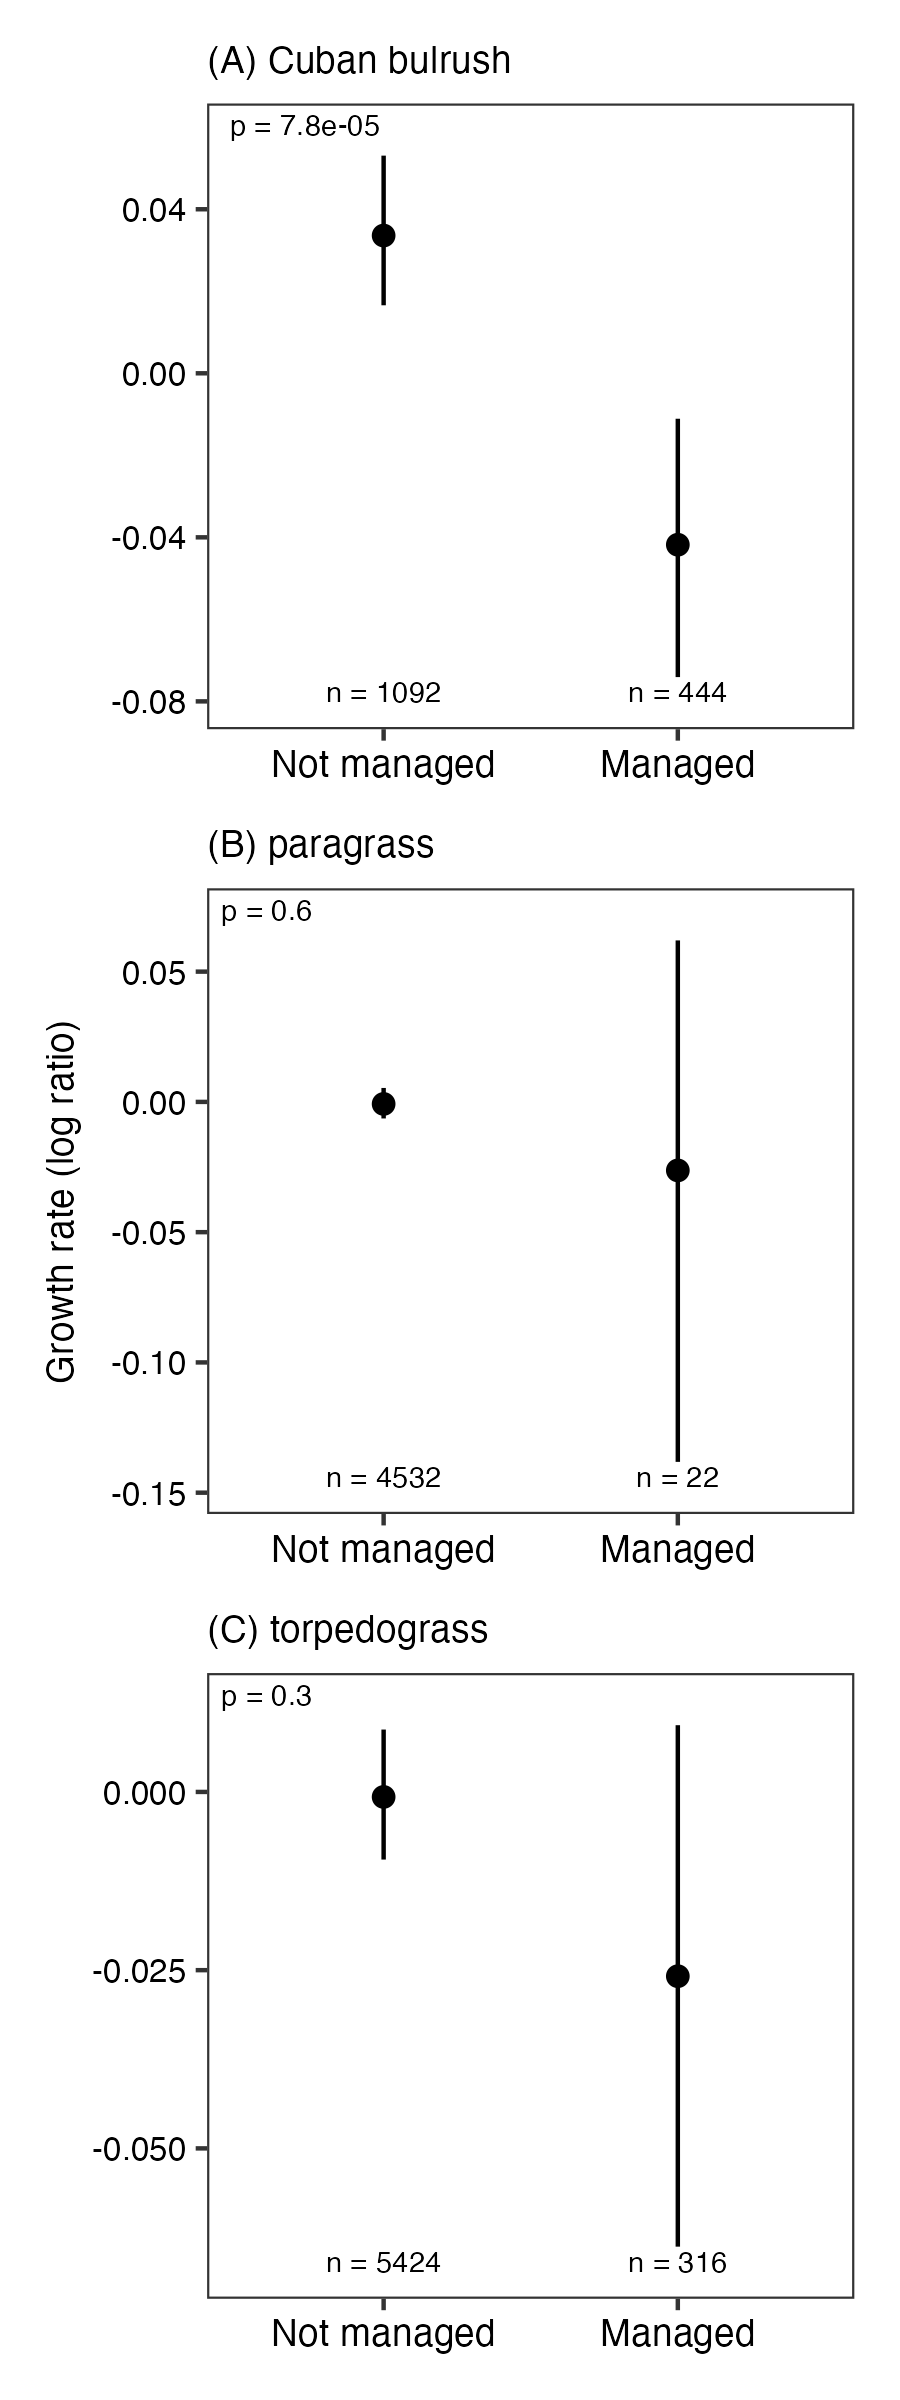 (A) Cuban bulrush
p = 7.8e-05
0.04
0.00
-0.04
-0.08
n = 1092
n = 444
Not managed
Managed
(B) paragrass
p = 0.6
Growth rate (log ratio)
0.05
0.00
-0.05
-0.10
-0.15
n = 4532
n = 22
Not managed
Managed
(C) torpedograss
p = 0.3
0.000
-0.025
-0.050
n = 5424
n = 316
Not managed
Managed